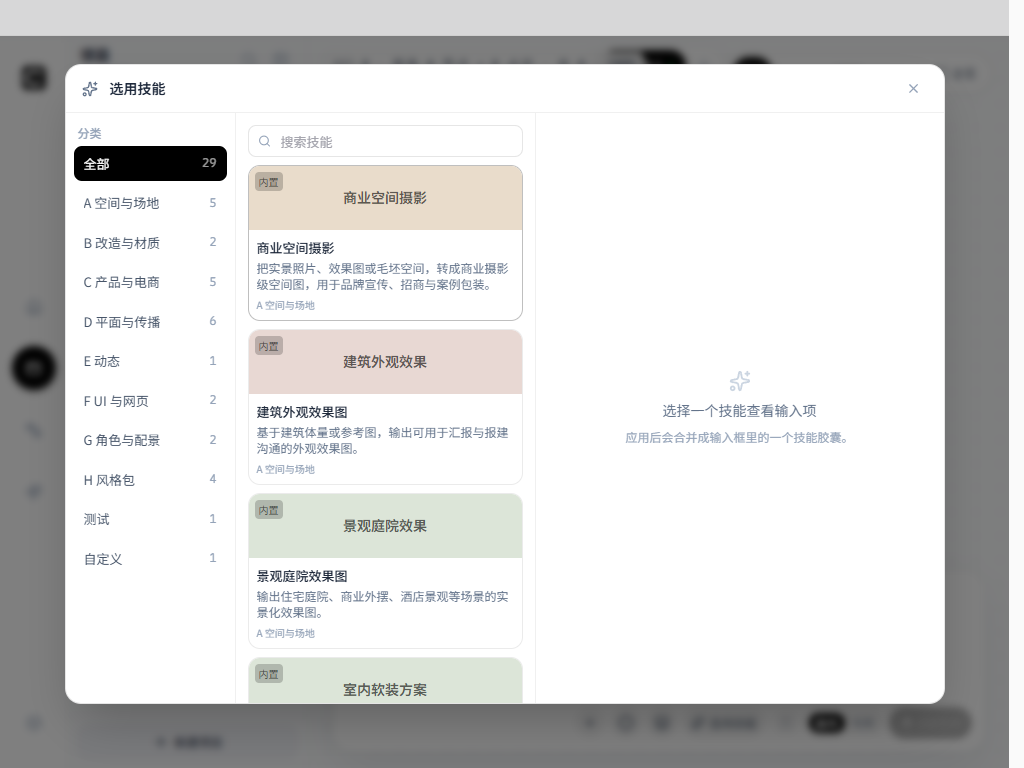 选用技能
分类
全部 29
A 空间与场地 5
B 改造与材质 2
C 产品与电商 5
D 平面与传播 6
E 动态 1
F UI 与网页 2
G 角色与配景 2
H 风格包 4
测试 1
自定义 1
搜索技能
内置
商业空间摄影
商业空间摄影
把实景照片、效果图或毛坯空间，转成商业摄影
级空间图，用于品牌宣传、招商与案例包装。
A 空间与场地
内置
建筑外观效果
建筑外观效果图
基于建筑体量或参考图，输出可用于汇报与报建
沟通的外观效果图。
A 空间与场地
内置
景观庭院效果
景观庭院效果图
输出住宅庭院、商业外摆、酒店景观等场景的实
景化效果图。
A 空间与场地
内置
室内软装方案
选择一个技能查看输入项
应用后会合并成输入框里的一个技能胶囊。